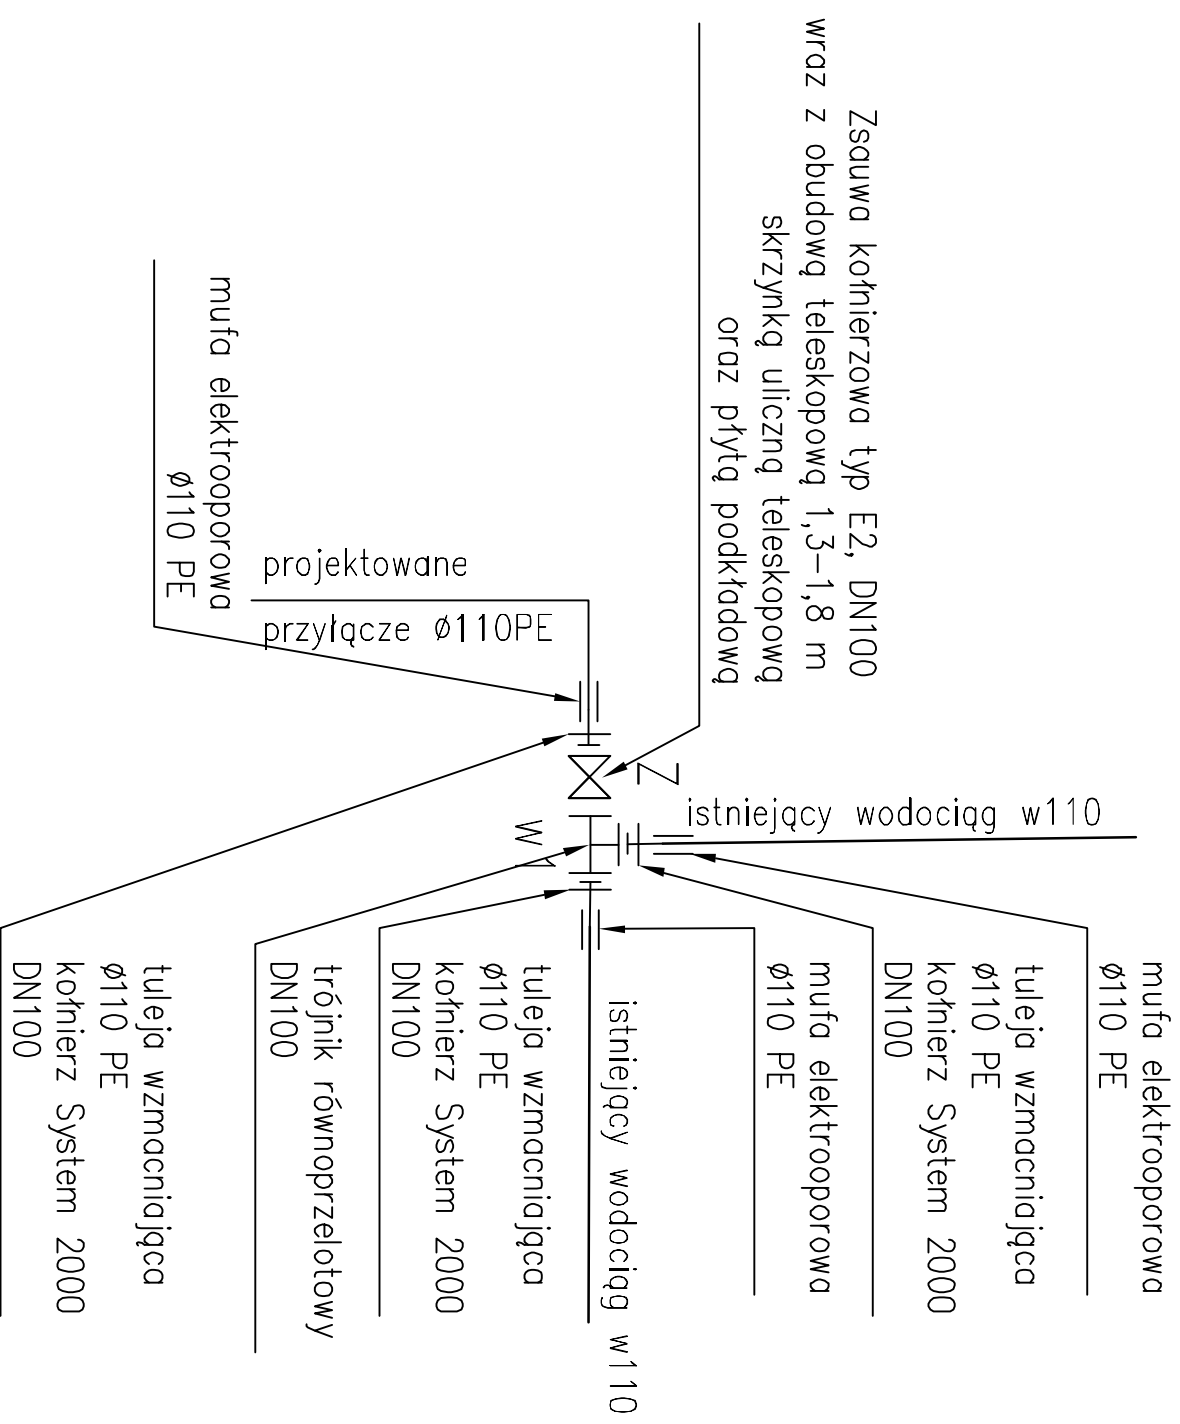 Zsauwa kołnierzowa typ E2, DN100
wraz z obudową teleskopową 1,3–1,8 m
skrzynką uliczną teleskopową
oraz płytą podkładową
mufa elektrooporowa
ø110 PE
projektowane
przyłącze ø110PE
Z
W1
istniejący wodociąg w110
mufa elektrooporowa
ø110 PE
tuleja wzmacniająca
ø110 PE
kołnierz System 2000
DN100
mufa elektrooporowa
ø110 PE
istniejący wodociąg w110
tuleja wzmacniająca
ø110 PE
kołnierz System 2000
DN100
trójnik równoprzelotowy
DN100
tuleja wzmacniająca
ø110 PE
kołnierz System 2000
DN100